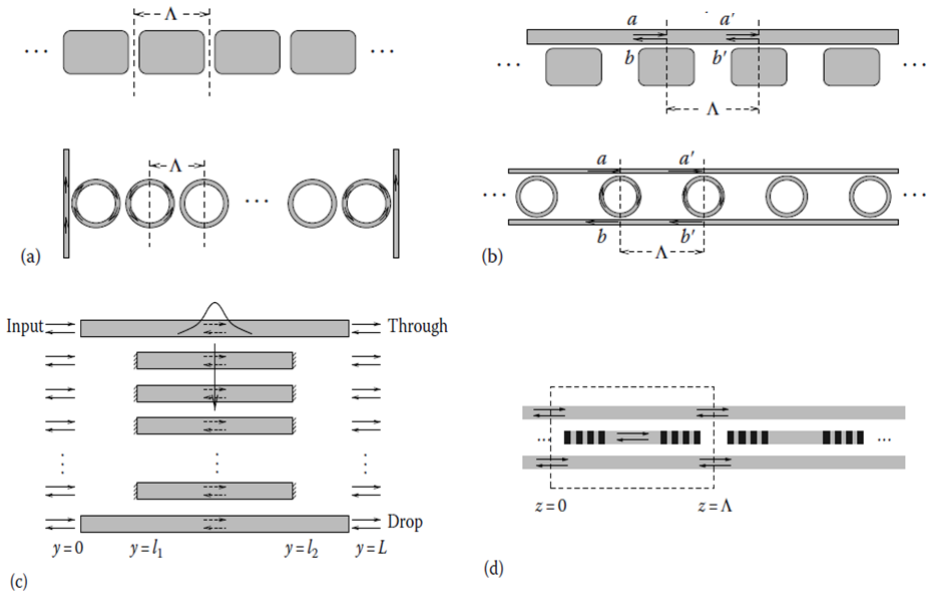 Λ
... ...
Λ
...
(a)
a a′
b b′
... ...
Λ
a a′
... ...
b b′
Λ
(b)
Input Through
⋮ ⋮ ⋮
Drop
y = 0 y = l₁ y = l₂ y = L
(c)
... ...
z = 0 z = Λ
(d)